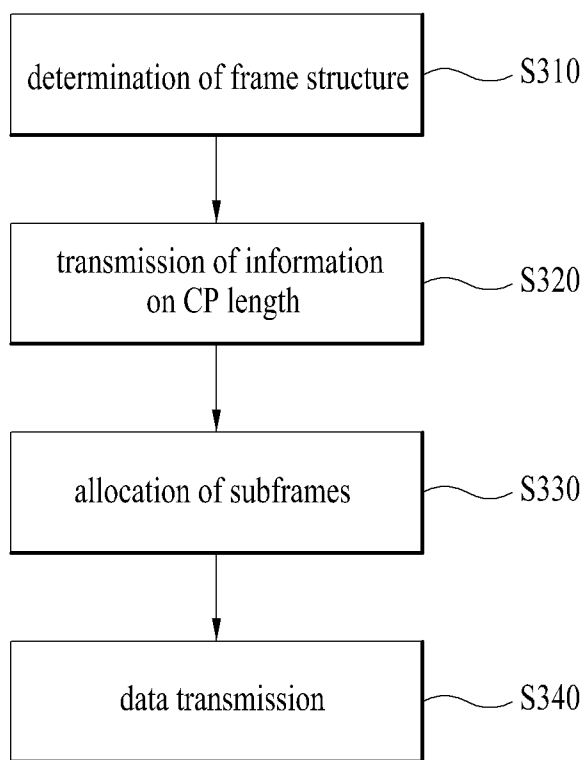 determination of frame structure
S310
transmission of information
on CP length
S320
allocation of subframes
S330
data transmission
S340